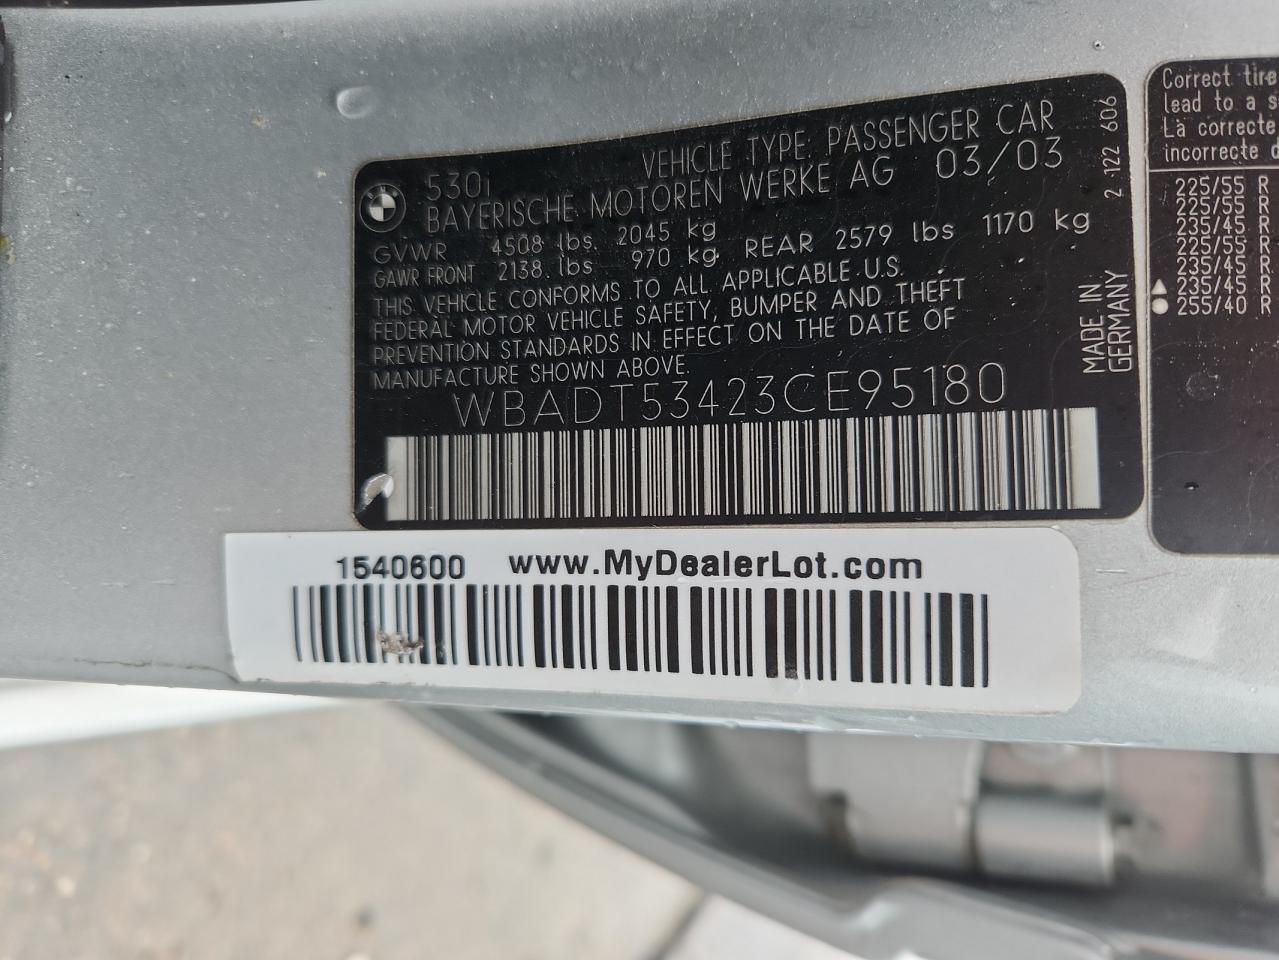 530i VEHICLE TYPE PASSENGER CAR
BAYERISCHE MOTOREN WERKE AG 03/03
GVWR 4508 lbs. 2045 kg
GAWR FRONT 2138 lbs 970 kg REAR 2579 lbs 1170 kg
THIS VEHICLE CONFORMS TO ALL APPLICABLE U.S.
FEDERAL MOTOR VEHICLE SAFETY, BUMPER AND THEFT
PREVENTION STANDARDS IN EFFECT ON THE DATE OF
MANUFACTURE SHOWN ABOVE.
WBADT53423CE95180
MADE IN
GERMANY
2 122 606
Correct tire
lead to a s
Là correcte
incorrecte d
225/55 R
225/55 R
235/45 R
225/55 R
235/45 R
235/45 R
255/40 R
1540600 www.MyDealerLot.com